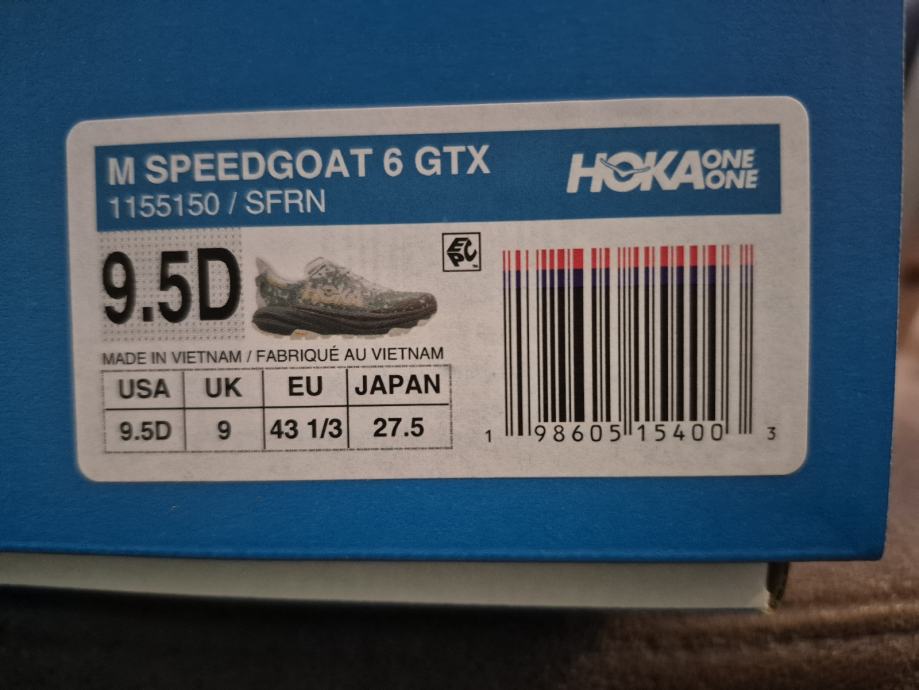 M SPEEDGOAT 6 GTX
1155150 / SFRN
HOKA ONE ONE
9.5D
EPC
MADE IN VIETNAM / FABRIQUÉ AU VIETNAM
USA UK EU JAPAN
9.5D 9 43 1/3 27.5
1 98605 15400 3